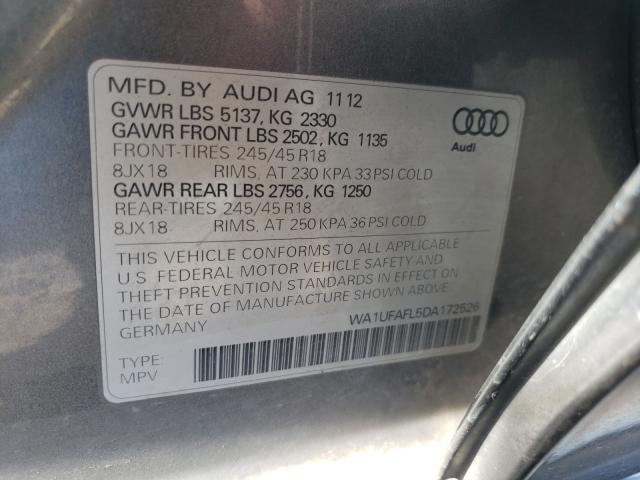 MFD. BY AUDI AG 11 12
GVWR LBS 5137, KG 2330
GAWR FRONT LBS 2502, KG 1135
FRONT-TIRES 245/45 R18
8JX18 RIMS, AT 230 KPA 33 PSI COLD
GAWR REAR LBS 2756, KG 1250
REAR-TIRES 245/45 R18
8JX18 RIMS, AT 250 KPA 36 PSI COLD
Audi
THIS VEHICLE CONFORMS TO ALL APPLICABLE
U.S. FEDERAL MOTOR VEHICLE SAFETY AND
THEFT PREVENTION STANDARDS IN EFFECT ON
THE DATE OF MANUFACTURE SHOWN ABOVE.
GERMANY
WA1UFAFL5DA172526
TYPE:
MPV